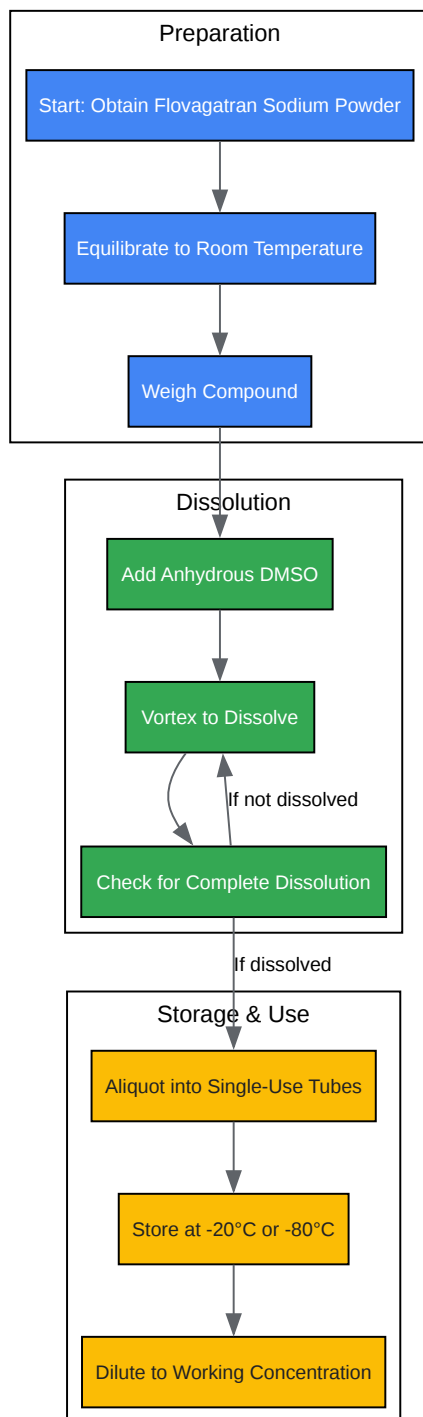 Preparation
Start: Obtain Flovagatran Sodium Powder
Equilibrate to Room Temperature
Weigh Compound
Dissolution
Add Anhydrous DMSO
Vortex to Dissolve
If not dissolved
Check for Complete Dissolution
If dissolved
Storage & Use
Aliquot into Single-Use Tubes
Store at -20°C or -80°C
Dilute to Working Concentration